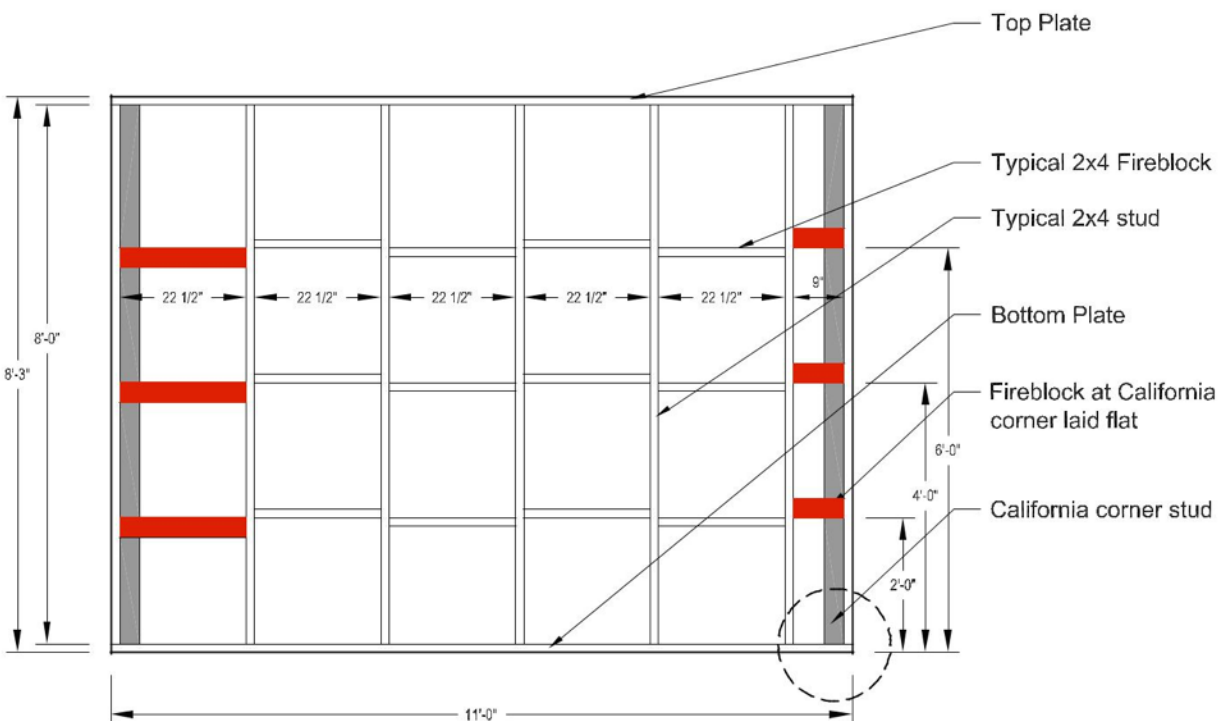 Top Plate
Typical 2x4 Fireblock
Typical 2x4 stud
9"
22 1/2"
22 1/2"
22 1/2"
22 1/2"
22 1/2"
Bottom Plate
8'-0"
8'-3"
Fireblock at California
corner laid flat
6'-0"
4'-0"
California corner stud
2'-0"
11'-0"